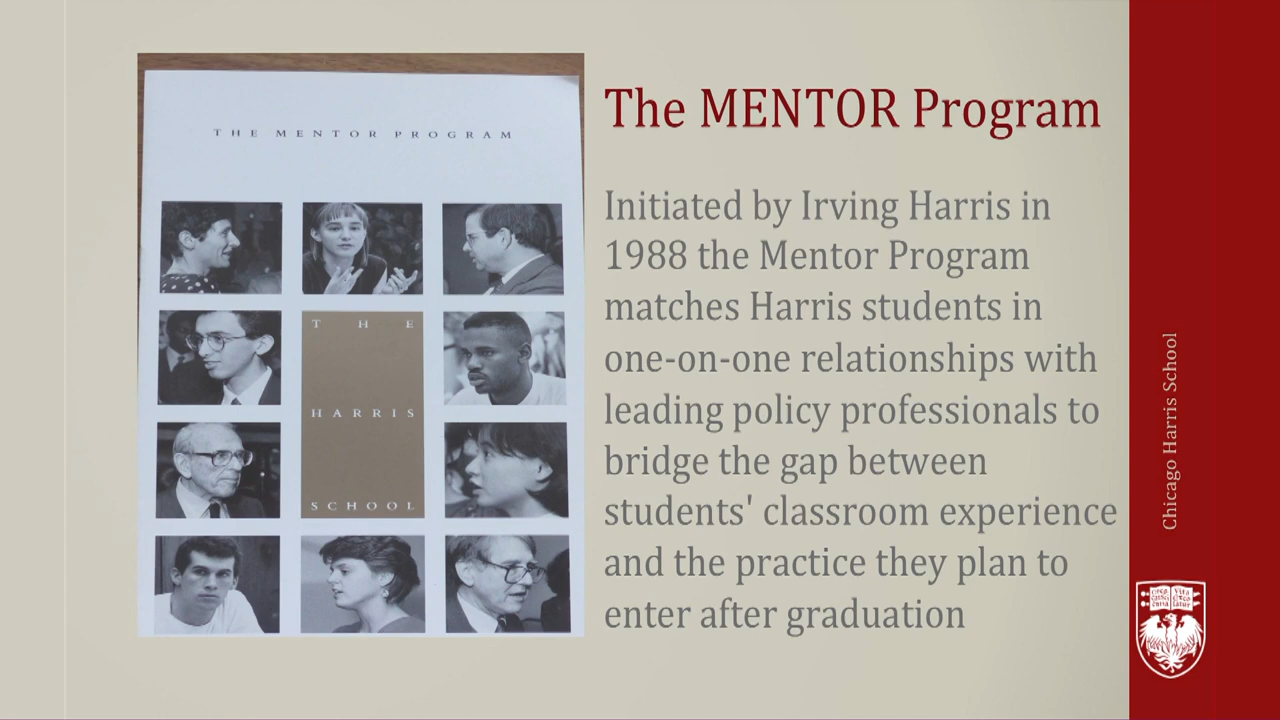 THE MENTOR PROGRAM
THE
HARRIS
SCHOOL
The MENTOR Program
Initiated by Irving Harris in
1988 the Mentor Program
matches Harris students in
one-on-one relationships with
leading policy professionals to
bridge the gap between
students' classroom experience
and the practice they plan to
enter after graduation
Chicago Harris School